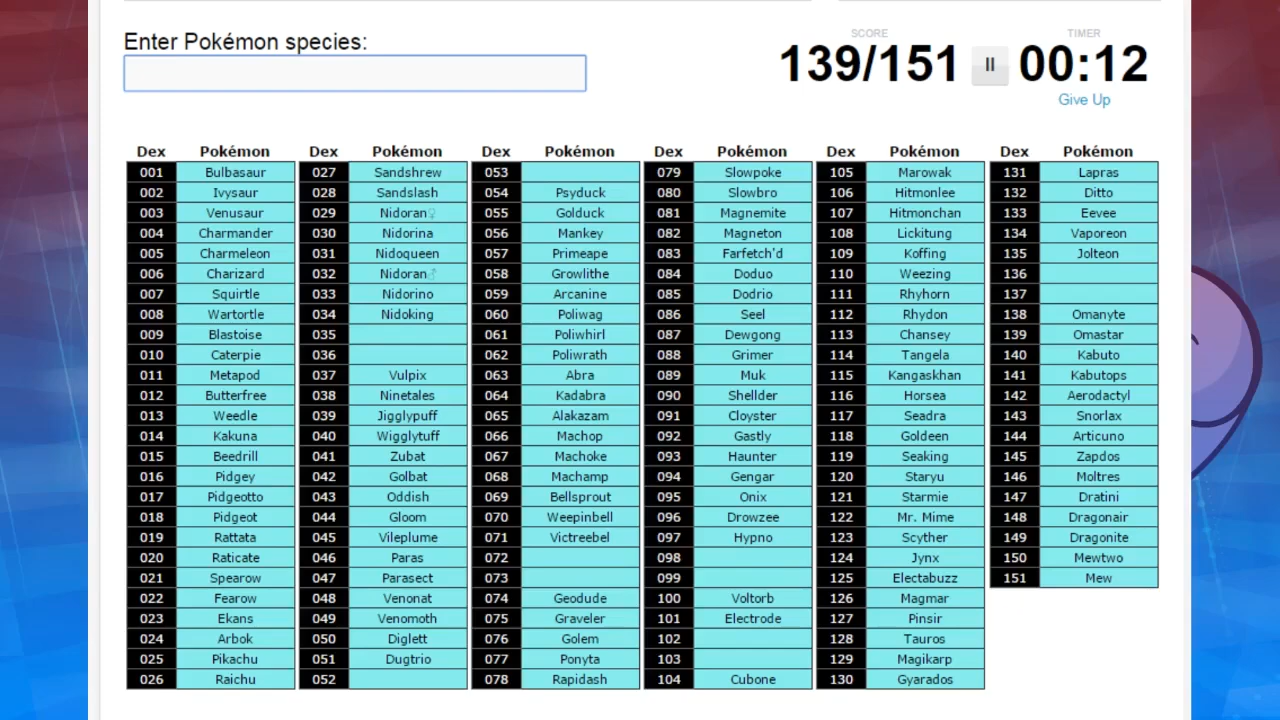 SCORE TIMER
Enter Pokémon species:
139/151 00:12
Give Up
Dex Pokémon Dex Pokémon Dex Pokémon Dex Pokémon Dex Pokémon Dex Pokémon
001 Bulbasaur 027 Sandshrew 053 079 Slowpoke 105 Marowak 131 Lapras
002 Ivysaur 028 Sandslash 054 Psyduck 080 Slowbro 106 Hitmonlee 132 Ditto
003 Venusaur 029 Nidoran♀ 055 Golduck 081 Magnemite 107 Hitmonchan 133 Eevee
004 Charmander 030 Nidorina 056 Mankey 082 Magneton 108 Lickitung 134 Vaporeon
005 Charmeleon 031 Nidoqueen 057 Primeape 083 Farfetch'd 109 Koffing 135 Jolteon
006 Charizard 032 Nidoran♂ 058 Growlithe 084 Doduo 110 Weezing 136
007 Squirtle 033 Nidorino 059 Arcanine 085 Dodrio 111 Rhyhorn 137
008 Wartortle 034 Nidoking 060 Poliwag 086 Seel 112 Rhydon 138 Omanyte
009 Blastoise 035 061 Poliwhirl 087 Dewgong 113 Chansey 139 Omastar
010 Caterpie 036 062 Poliwrath 088 Grimer 114 Tangela 140 Kabuto
011 Metapod 037 Vulpix 063 Abra 089 Muk 115 Kangaskhan 141 Kabutops
012 Butterfree 038 Ninetales 064 Kadabra 090 Shellder 116 Horsea 142 Aerodactyl
013 Weedle 039 Jigglypuff 065 Alakazam 091 Cloyster 117 Seadra 143 Snorlax
014 Kakuna 040 Wigglytuff 066 Machop 092 Gastly 118 Goldeen 144 Articuno
015 Beedrill 041 Zubat 067 Machoke 093 Haunter 119 Seaking 145 Zapdos
016 Pidgey 042 Golbat 068 Machamp 094 Gengar 120 Staryu 146 Moltres
017 Pidgeotto 043 Oddish 069 Bellsprout 095 Onix 121 Starmie 147 Dratini
018 Pidgeot 044 Gloom 070 Weepinbell 096 Drowzee 122 Mr. Mime 148 Dragonair
019 Rattata 045 Vileplume 071 Victreebel 097 Hypno 123 Scyther 149 Dragonite
020 Raticate 046 Paras 072 098 124 Jynx 150 Mewtwo
021 Spearow 047 Parasect 073 099 125 Electabuzz 151 Mew
022 Fearow 048 Venonat 074 Geodude 100 Voltorb 126 Magmar
023 Ekans 049 Venomoth 075 Graveler 101 Electrode 127 Pinsir
024 Arbok 050 Diglett 076 Golem 102 128 Tauros
025 Pikachu 051 Dugtrio 077 Ponyta 103 129 Magikarp
026 Raichu 052 078 Rapidash 104 Cubone 130 Gyarados